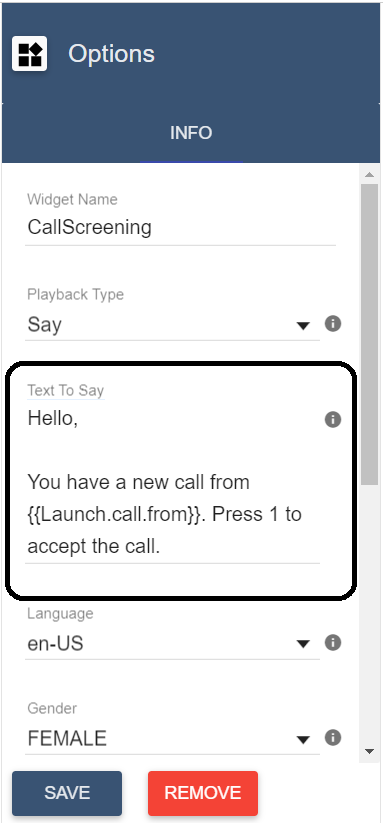 Options
INFO
Widget Name
CallScreening
Playback Type
Say
Text To Say
Hello,
You have a new call from
{{Launch.call.from}}. Press 1 to
accept the call.
Language
en-US
Gender
FEMALE
SAVE
REMOVE